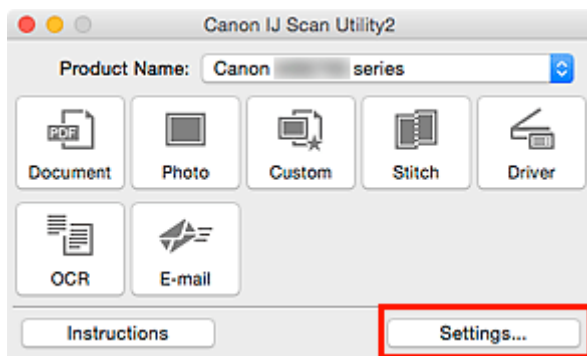 Canon IJ Scan Utility2
Product Name: Canon series
PDF
Document Photo Custom Stitch Driver
OCR E-mail
Instructions Settings...